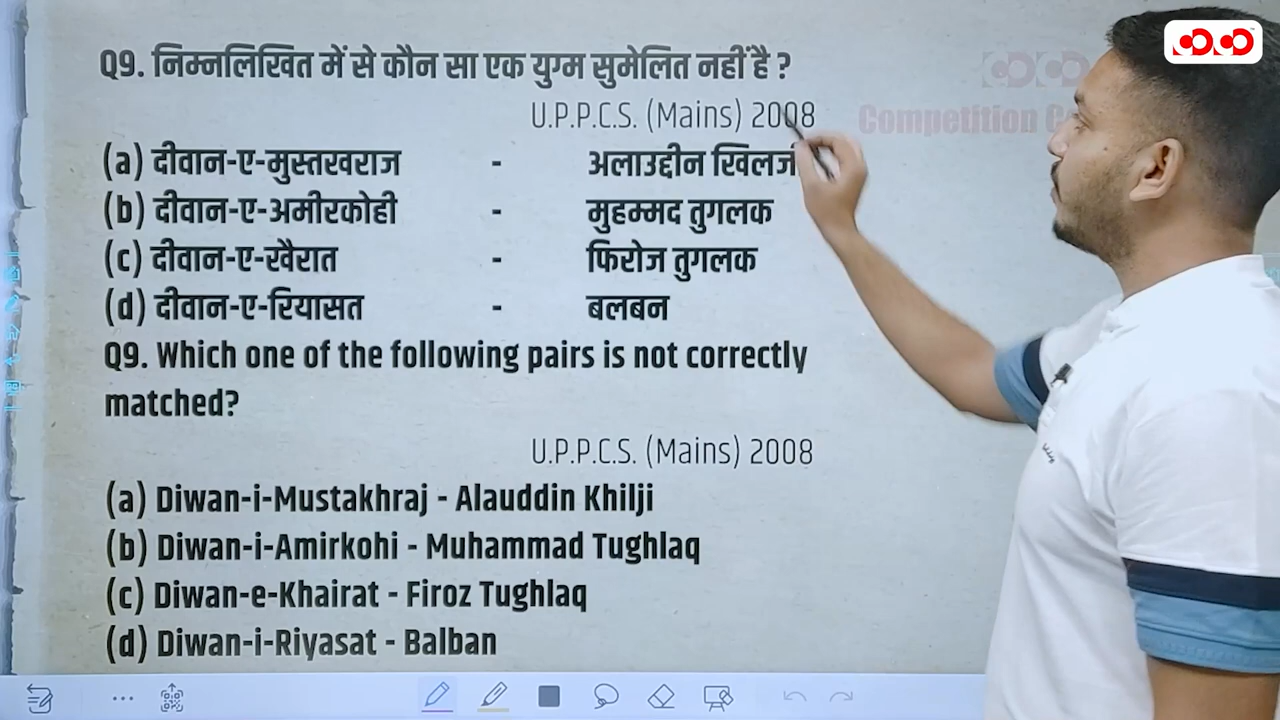 Q9. निम्नलिखित में से कौन सा एक युग्म सुमेलित नहीं है ?
U.P.P.C.S. (Mains) 2008
Competition
(a) दीवान-ए-मुस्तखराज - अलाउद्दीन खिलजी
(b) दीवान-ए-अमीरकोही - मुहम्मद तुगलक
(c) दीवान-ए-खैरात - फिरोज तुगलक
(d) दीवान-ए-रियासत - बलबन
Q9. Which one of the following pairs is not correctly
matched?
U.P.P.C.S. (Mains) 2008
(a) Diwan-i-Mustakhraj - Alauddin Khilji
(b) Diwan-i-Amirkohi - Muhammad Tughlaq
(c) Diwan-e-Khairat - Firoz Tughlaq
(d) Diwan-i-Riyasat - Balban